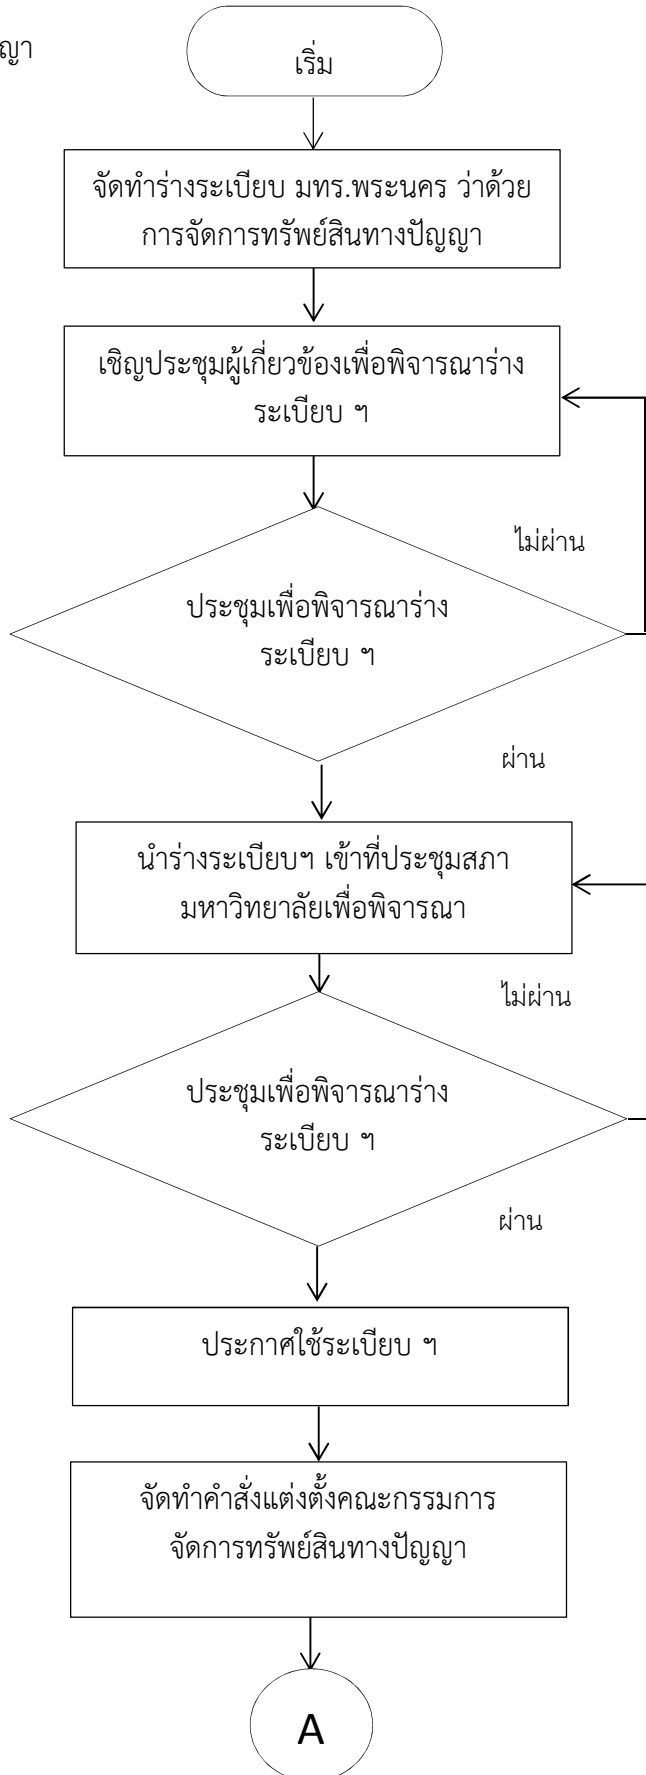 ญา
เริ่ม
จัดทำร่างระเบียบ มทร.พระนคร ว่าด้วย
การจัดการทรัพย์สินทางปัญญา
เชิญประชุมผู้เกี่ยวข้องเพื่อพิจารณาร่าง
ระเบียบ ฯ
ไม่ผ่าน
ประชุมเพื่อพิจารณาร่าง
ระเบียบ ฯ
ผ่าน
นำร่างระเบียบฯ เข้าที่ประชุมสภา
มหาวิทยาลัยเพื่อพิจารณา
ไม่ผ่าน
ประชุมเพื่อพิจารณาร่าง
ระเบียบ ฯ
ผ่าน
ประกาศใช้ระเบียบ ฯ
จัดทำคำสั่งแต่งตั้งคณะกรรมการ
จัดการทรัพย์สินทางปัญญา
A